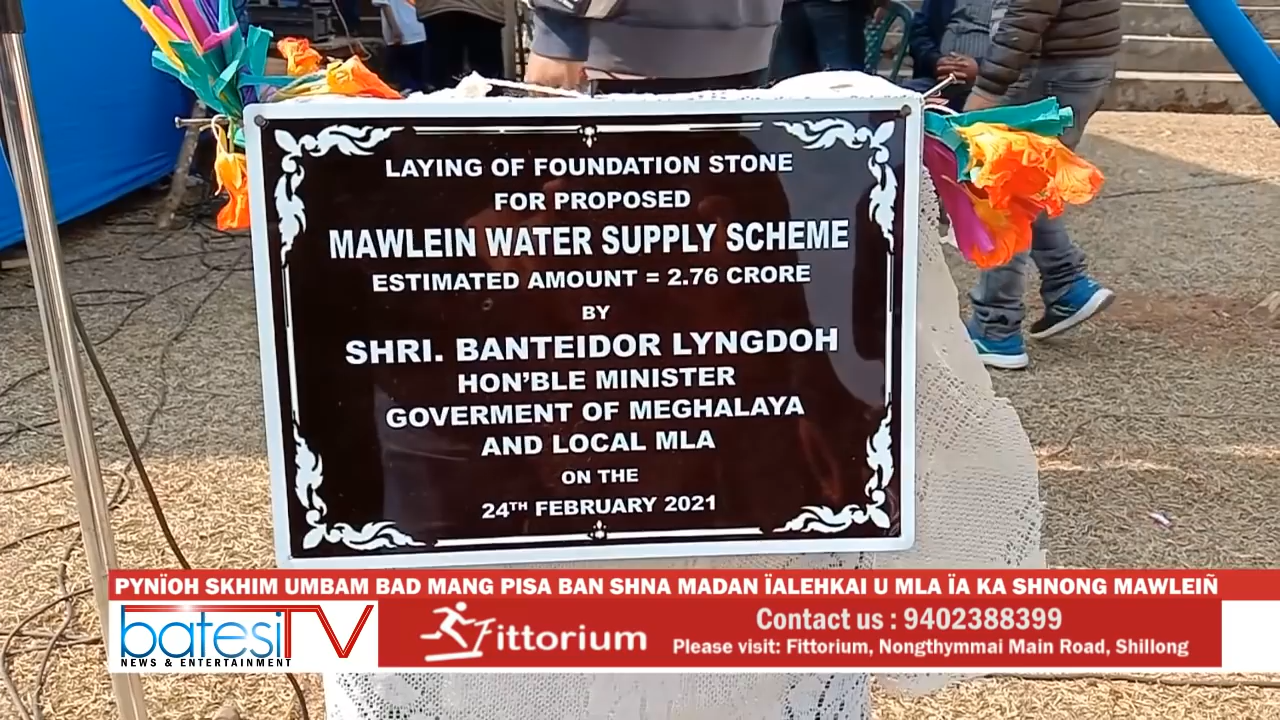 LAYING OF FOUNDATION STONE
FOR PROPOSED
MAWLEIN WATER SUPPLY SCHEME
ESTIMATED AMOUNT = 2.76 CRORE
BY
SHRI. BANTEIDOR LYNGDOH
HON'BLE MINISTER
GOVERMENT OF MEGHALAYA
AND LOCAL MLA
ON THE
24TH FEBRUARY 2021
PYNÏOH SKHIM UMBAM BAD MANG PISA BAN SHNA MADAN ÏALEHKAI U MLA ÏA KA SHNONG MAWLEIÑ
batesi TV
NEWS & ENTERTAINMENT
Fittorium
Contact us : 9402388399
Please visit: Fittorium, Nongthymmai Main Road, Shillong